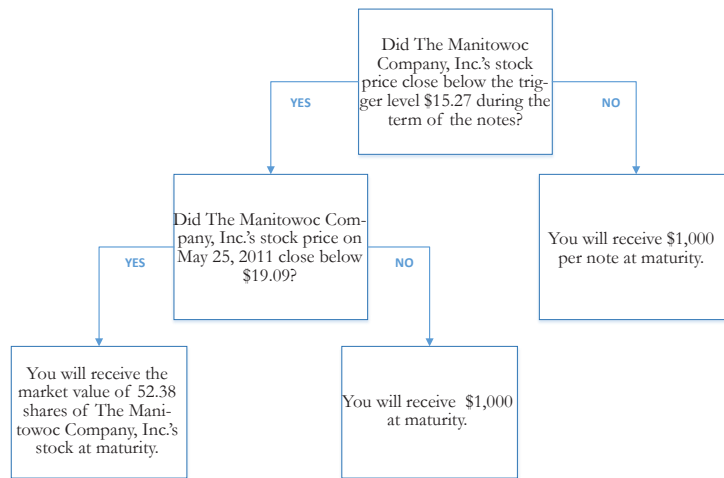 Did The Manitowoc
Company, Inc.'s stock
price close below the trig-
ger level $15.27 during the
term of the notes?
YES
NO
Did The Manitowoc Com-
pany, Inc.'s stock price on
May 25, 2011 close below
$19.09?
You will receive $1,000
per note at maturity.
YES
NO
You will receive the
market value of 52.38
shares of The Mani-
towoc Company, Inc.'s
stock at maturity.
You will receive $1,000
at maturity.